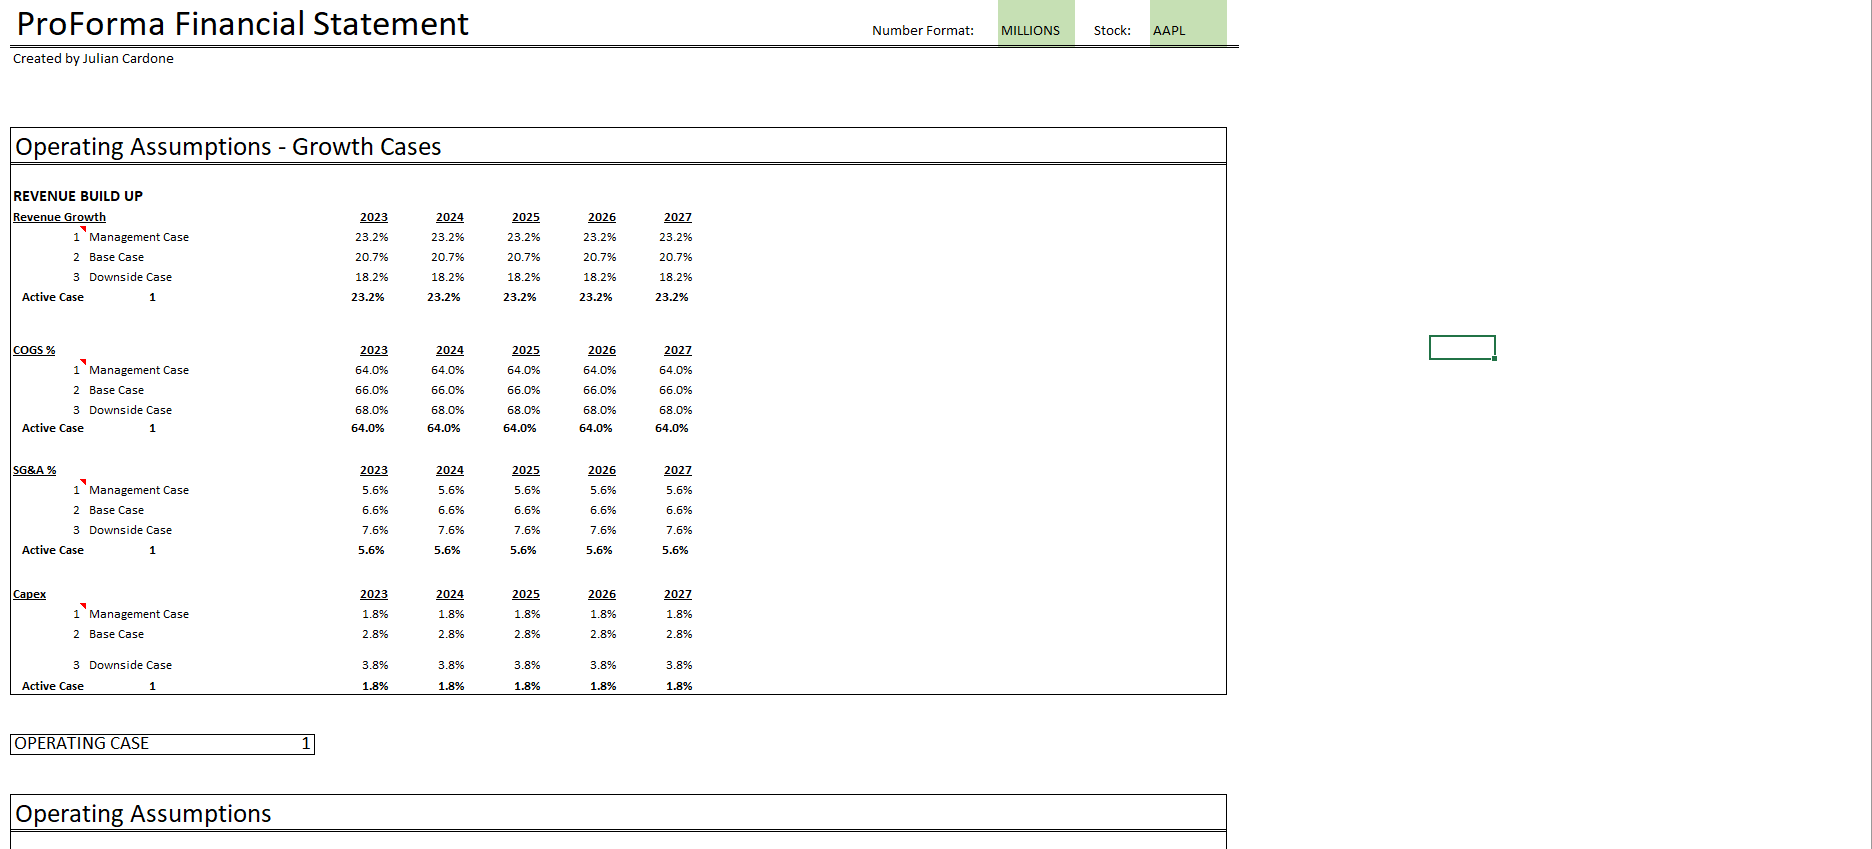 ProForma Financial Statement Number Format: MILLIONS Stock: AAPL
Created by Julian Cardone
Operating Assumptions - Growth Cases
REVENUE BUILD UP
Revenue Growth 2023 2024 2025 2026 2027
1 Management Case 23.2% 23.2% 23.2% 23.2% 23.2%
2 Base Case 20.7% 20.7% 20.7% 20.7% 20.7%
3 Downside Case 18.2% 18.2% 18.2% 18.2% 18.2%
Active Case 1 23.2% 23.2% 23.2% 23.2% 23.2%
COGS % 2023 2024 2025 2026 2027
1 Management Case 64.0% 64.0% 64.0% 64.0% 64.0%
2 Base Case 66.0% 66.0% 66.0% 66.0% 66.0%
3 Downside Case 68.0% 68.0% 68.0% 68.0% 68.0%
Active Case 1 64.0% 64.0% 64.0% 64.0% 64.0%
SG&A % 2023 2024 2025 2026 2027
1 Management Case 5.6% 5.6% 5.6% 5.6% 5.6%
2 Base Case 6.6% 6.6% 6.6% 6.6% 6.6%
3 Downside Case 7.6% 7.6% 7.6% 7.6% 7.6%
Active Case 1 5.6% 5.6% 5.6% 5.6% 5.6%
Capex 2023 2024 2025 2026 2027
1 Management Case 1.8% 1.8% 1.8% 1.8% 1.8%
2 Base Case 2.8% 2.8% 2.8% 2.8% 2.8%
3 Downside Case 3.8% 3.8% 3.8% 3.8% 3.8%
Active Case 1 1.8% 1.8% 1.8% 1.8% 1.8%
OPERATING CASE 1
Operating Assumptions